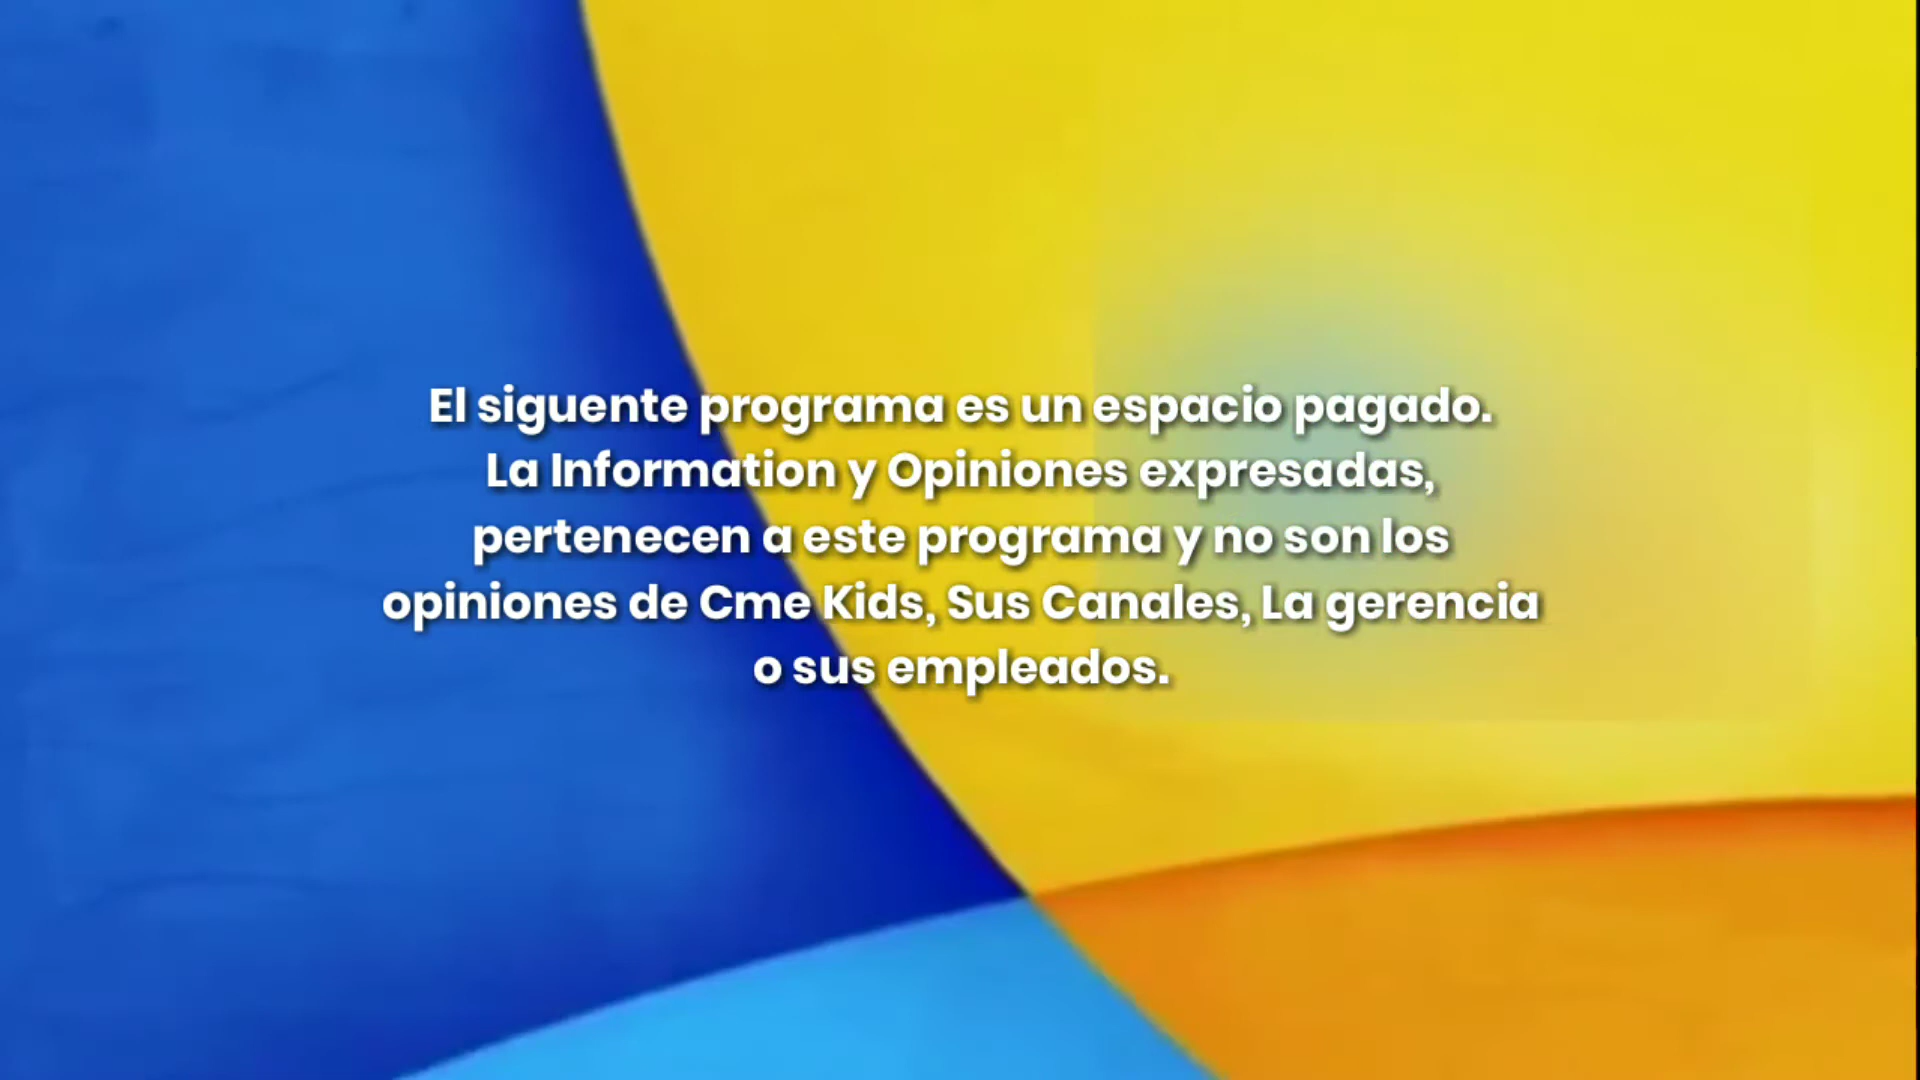 El siguente programa es un espacio pagado.
La Information y Opiniones expresadas,
pertenecen a este programa y no son los
opiniones de Cme Kids, Sus Canales, La gerencia
o sus empleados.